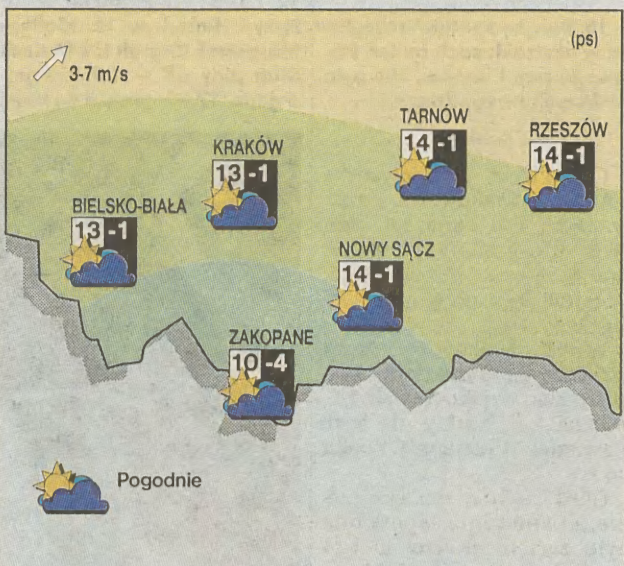 (ps)
3-7 m/s
TARNÓW
14 -1
RZESZÓW
14 -1
KRAKÓW
13 -1
BIELSKO-BIAŁA
13 -1
NOWY SĄCZ
14 -1
ZAKOPANE
10 -4
Pogodnie